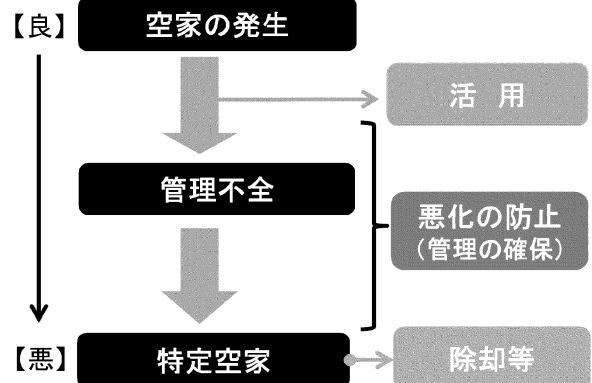 【良】
空家の発生
活 用
管理不全
悪化の防止
（管理の確保）
【悪】
特定空家
除却等